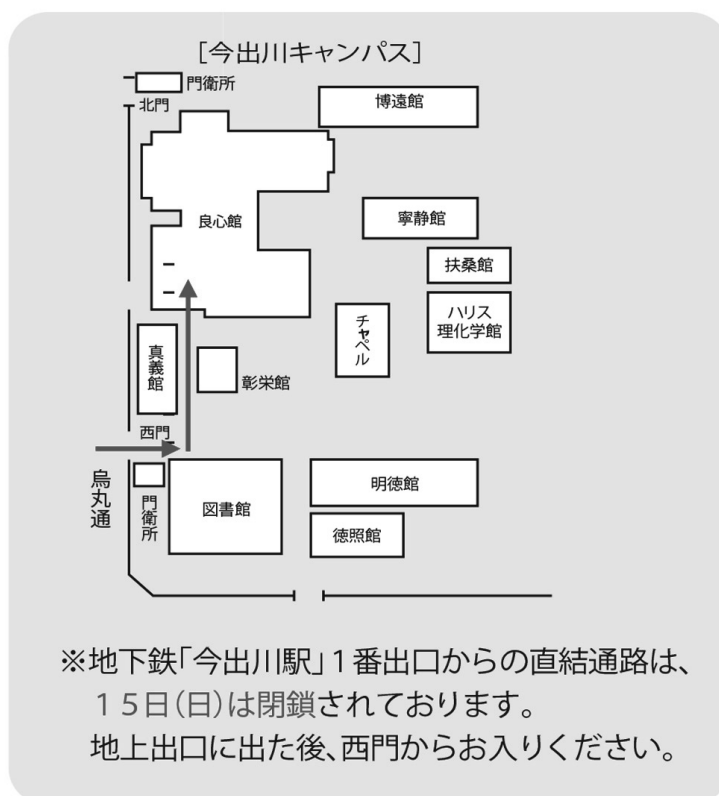 ［今出川キャンパス］
門衛所
北門
博遠館
良心館
寧静館
扶桑館
ハリス
理化学館
チャペル
真義館
彰栄館
西門
烏丸通
門衛所
図書館
明徳館
徳照館
※地下鉄「今出川駅」１番出口からの直結通路は、
１５日（日）は閉鎖されております。
地上出口に出た後、西門からお入りください。